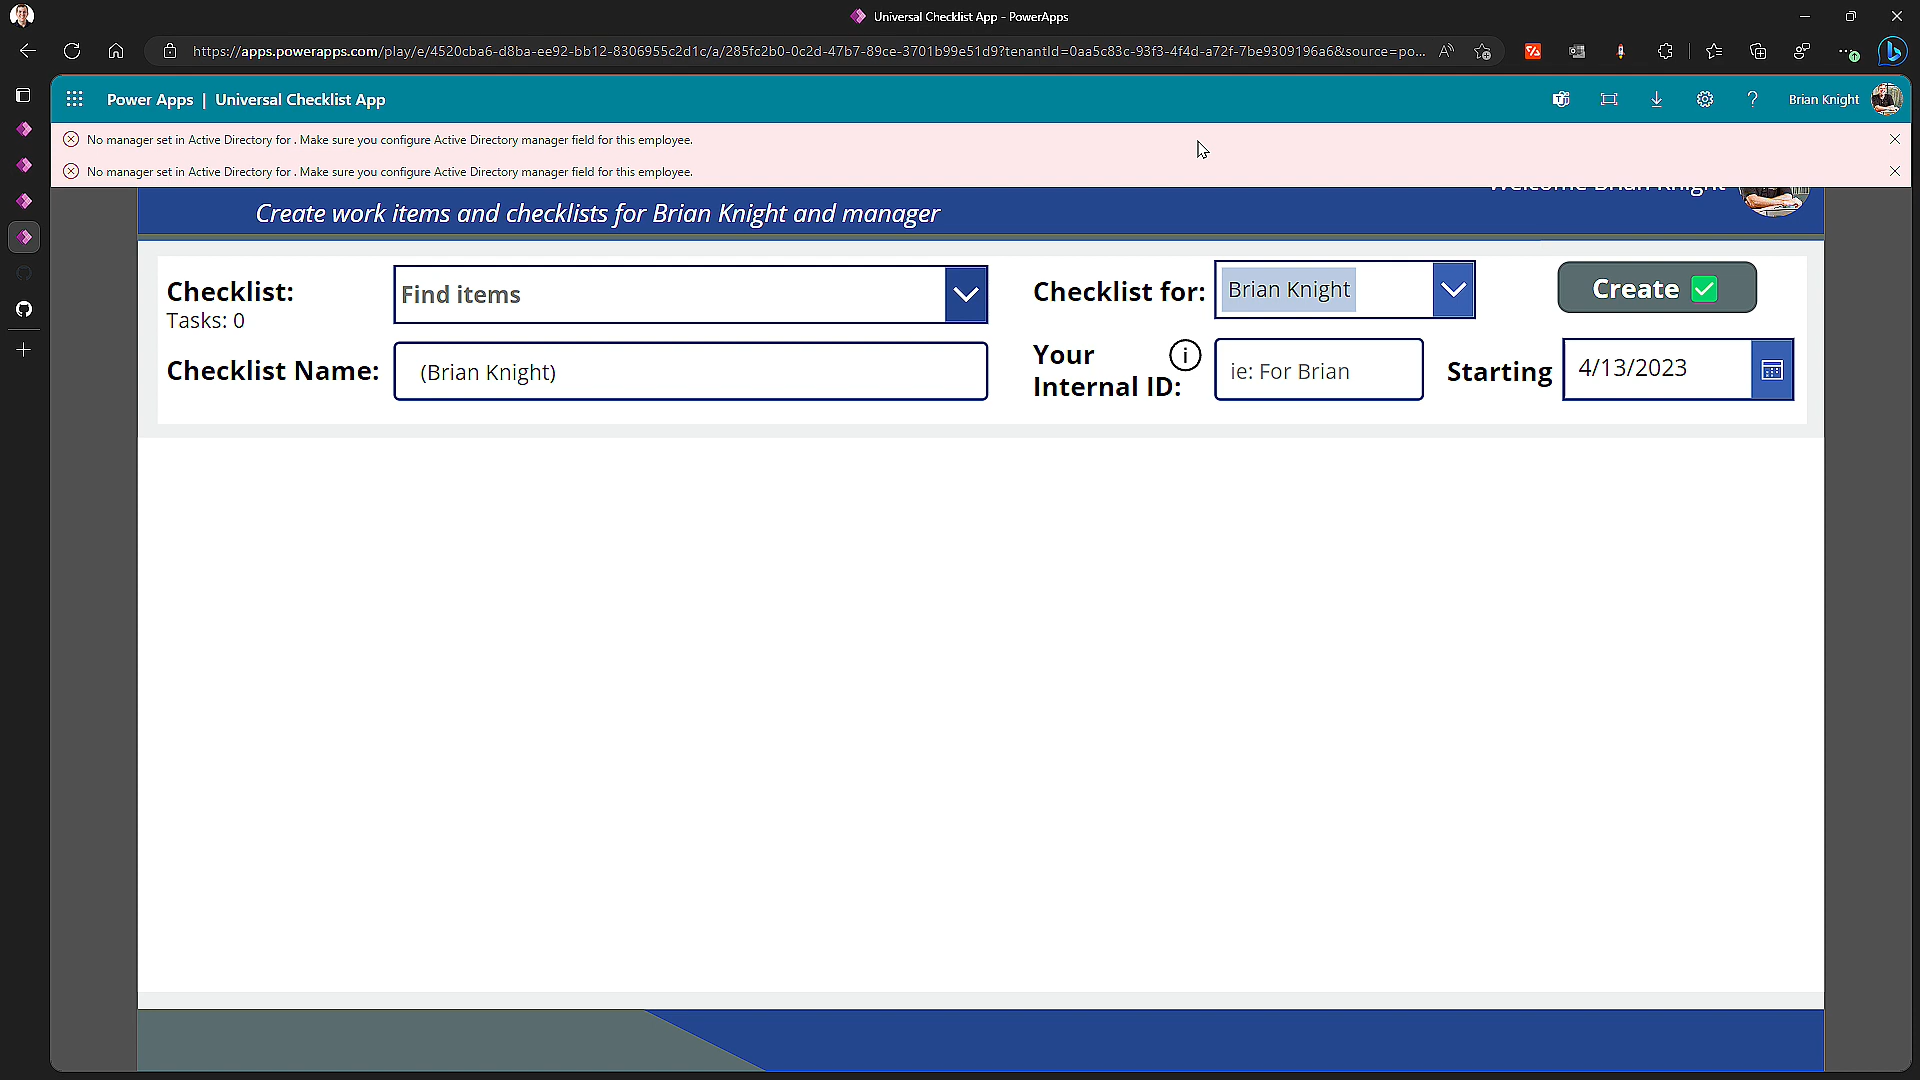 Universal Checklist App - PowerApps
https://apps.powerapps.com/play/e/4520cba6-d8ba-ee92-bb12-8306955c2d1c/a/285fc2b0-0c2d-47b7-89ce-3701b99e51d9?tenantId=0aa5c83c-93f3-4f4d-a72f-7be9309196a6&source=po...
Power Apps | Universal Checklist App
Brian Knight
No manager set in Active Directory for . Make sure you configure Active Directory manager field for this employee.
No manager set in Active Directory for . Make sure you configure Active Directory manager field for this employee.
Welcome Brian Knight
Create work items and checklists for Brian Knight and manager
Checklist:
Find items
Checklist for:
Brian Knight
Create
Tasks: 0
Checklist Name:
(Brian Knight)
Your
Internal ID:
ie: For Brian
Starting
4/13/2023